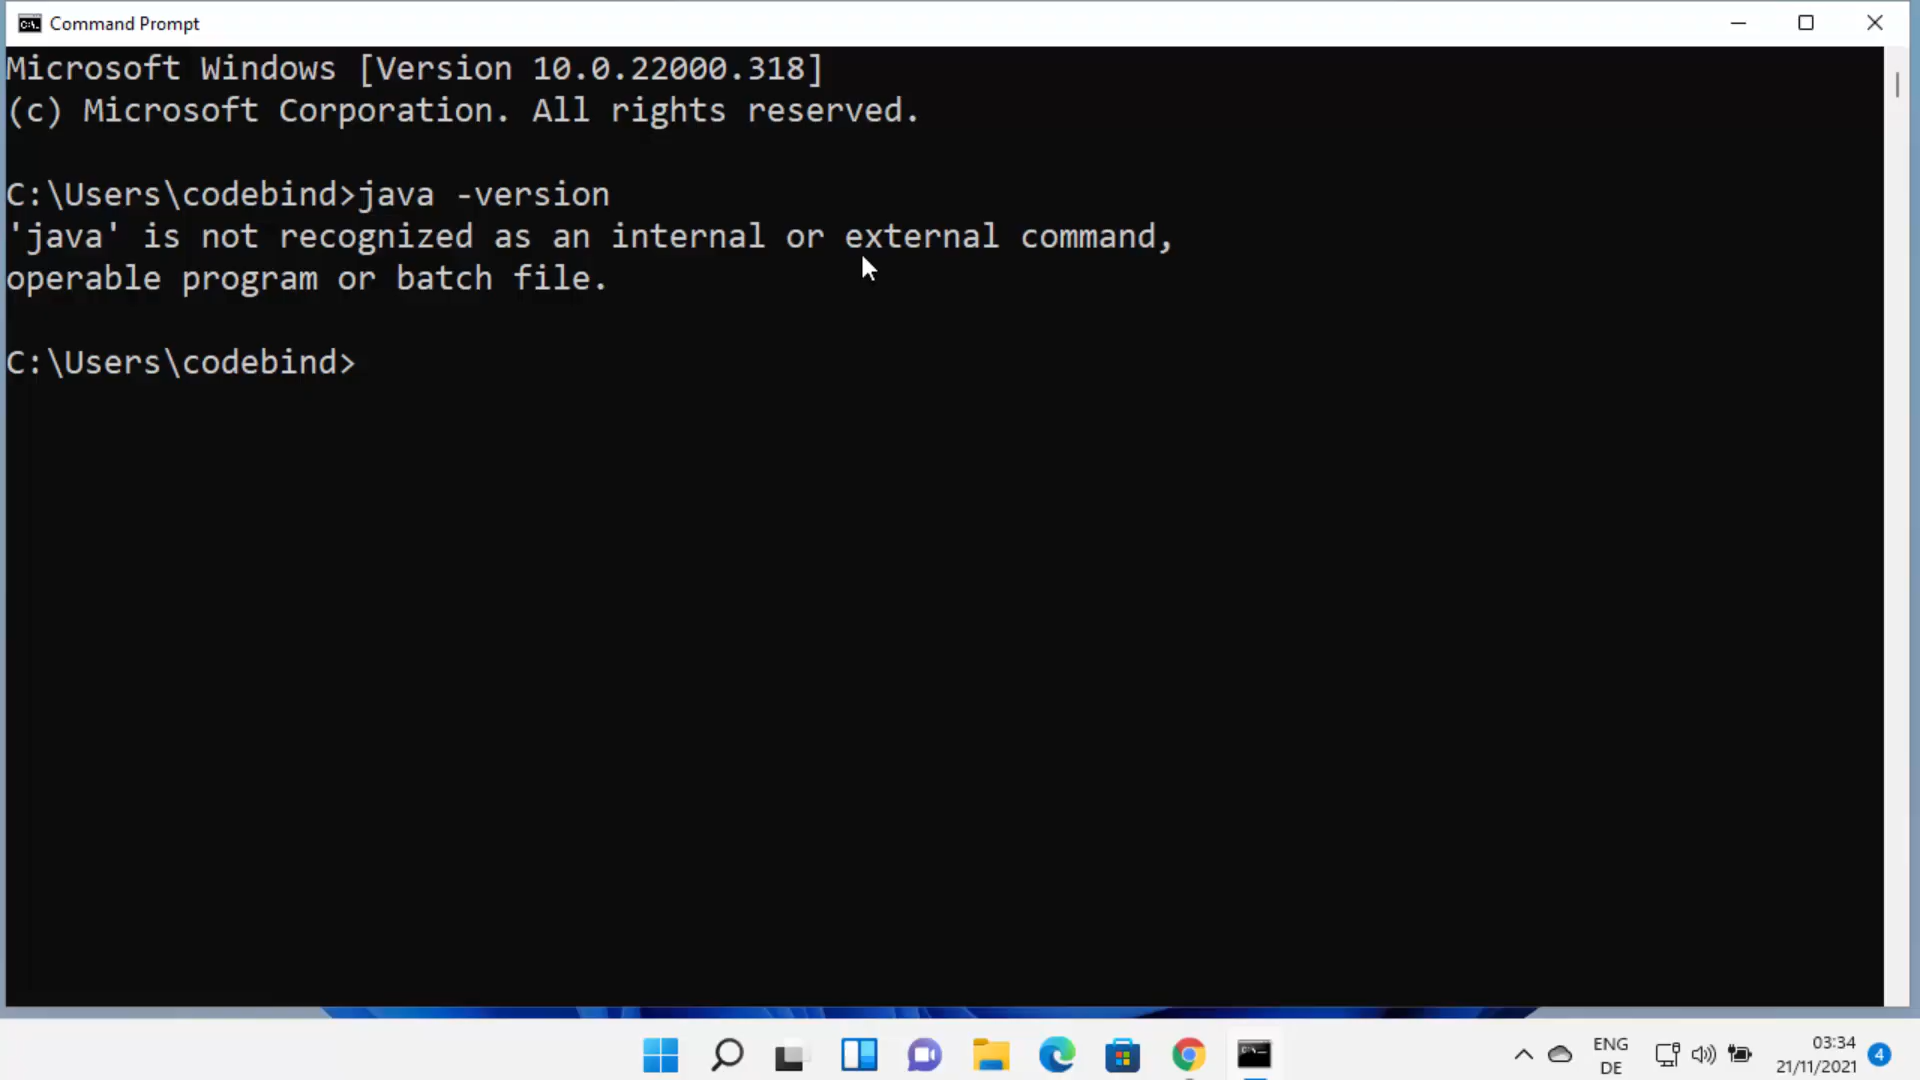 Command Prompt
Microsoft Windows [Version 10.0.22000.318]
(c) Microsoft Corporation. All rights reserved.
C:\Users\codebind>java -version
'java' is not recognized as an internal or external command,
operable program or batch file.
C:\Users\codebind>
ENG
DE
03:34
21/11/2021
4